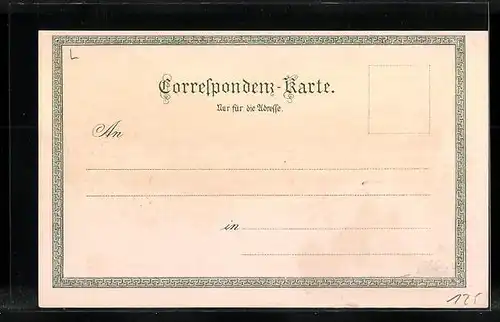 L
Correspondenz-Karte.
Nur für die Adresse.
An
in
125